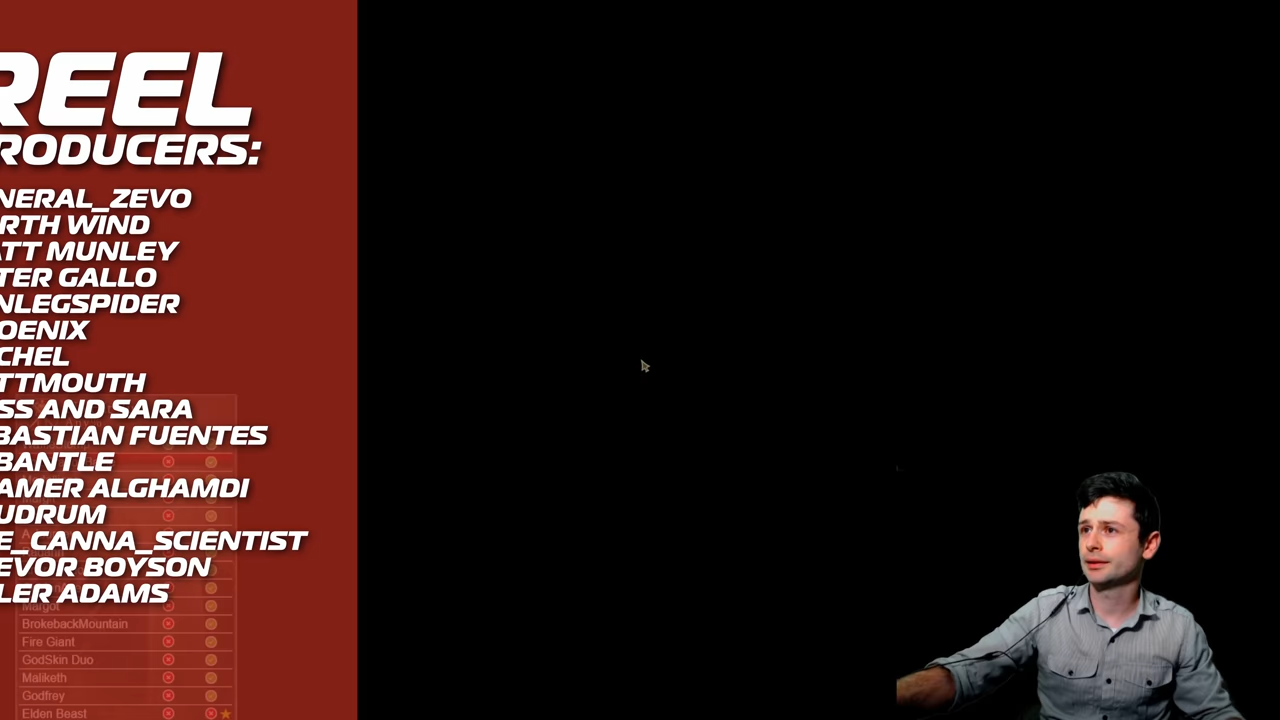 REEL
RODUCERS:
NERAL_ZEVO
RTH WIND
ATT MUNLEY
TER GALLO
NLEGSPIDER
OENIX
CHEL
TTMOUTH
SS AND SARA
BASTIAN FUENTES
BANTLE
AMER ALGHAMDI
UDRUM
E_CANNA_SCIENTIST
EVOR BOYSON
LER ADAMS
Margot
BrokebackMountain
Fire Giant
GodSkin Duo
Maliketh
Godfrey
Elden Beast